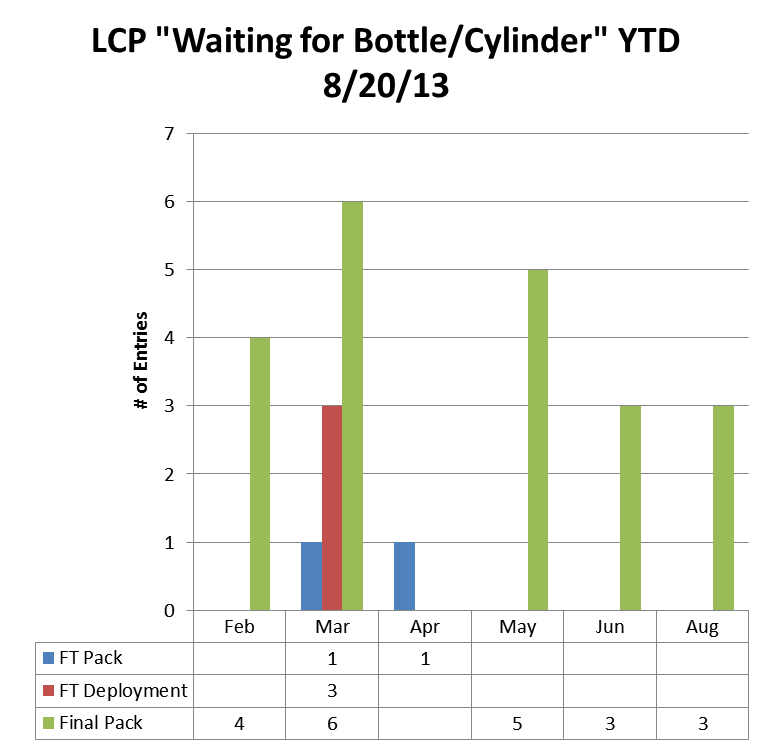 LCP "Waiting for Bottle/Cylinder" YTD
8/20/13
7
6
5
4
3
2
1
0
# of Entries
Feb Mar Apr May Jun Aug
FT Pack 1 1
FT Deployment 3
Final Pack 4 6 5 3 3